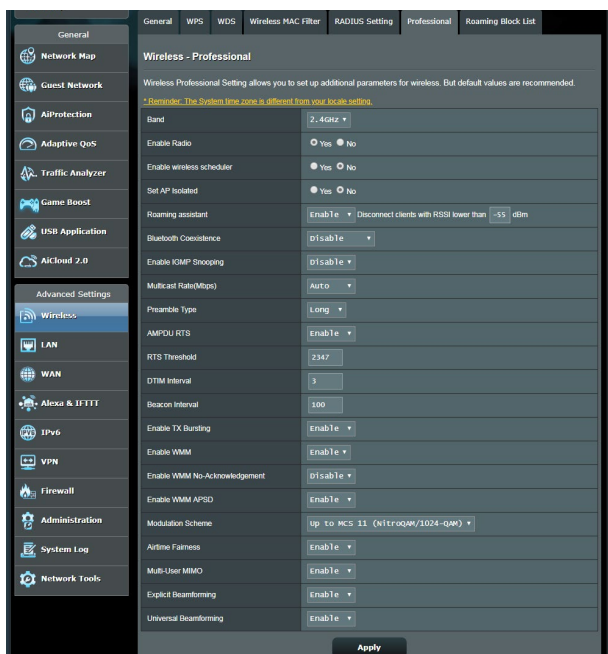 General WPS WDS Wireless MAC Filter RADIUS Setting Professional Roaming Block List
General
Network Map
Guest Network
AiProtection
Adaptive QoS
Traffic Analyzer
Game Boost
USB Application
AiCloud 2.0
Advanced Settings
Wireless
LAN
WAN
Alexa & IFTTT
IPv6
VPN
Firewall
Administration
System Log
Network Tools
Wireless - Professional
Wireless Professional Setting allows you to set up additional parameters for wireless. But default values are recommended.
* Reminder: The System time zone is different from your locale setting.
Band 2.4GHz
Enable Radio Yes No
Enable wireless scheduler Yes No
Set AP Isolated Yes No
Roaming assistant Enable Disconnect clients with RSSI lower than -55 dBm
Bluetooth Coexistence Disable
Enable IGMP Snooping Disable
Multicast Rate(Mbps) Auto
Preamble Type Long
AMPDU RTS Enable
RTS Threshold 2347
DTIM Interval 3
Beacon Interval 100
Enable TX Bursting Enable
Enable WMM Enable
Enable WMM No-Acknowledgement Disable
Enable WMM APSD Enable
Modulation Scheme Up to MCS 11 (NitroQAM/1024-QAM)
Airtime Fairness Enable
Multi-User MIMO Enable
Explicit Beamforming Enable
Universal Beamforming Enable
Apply